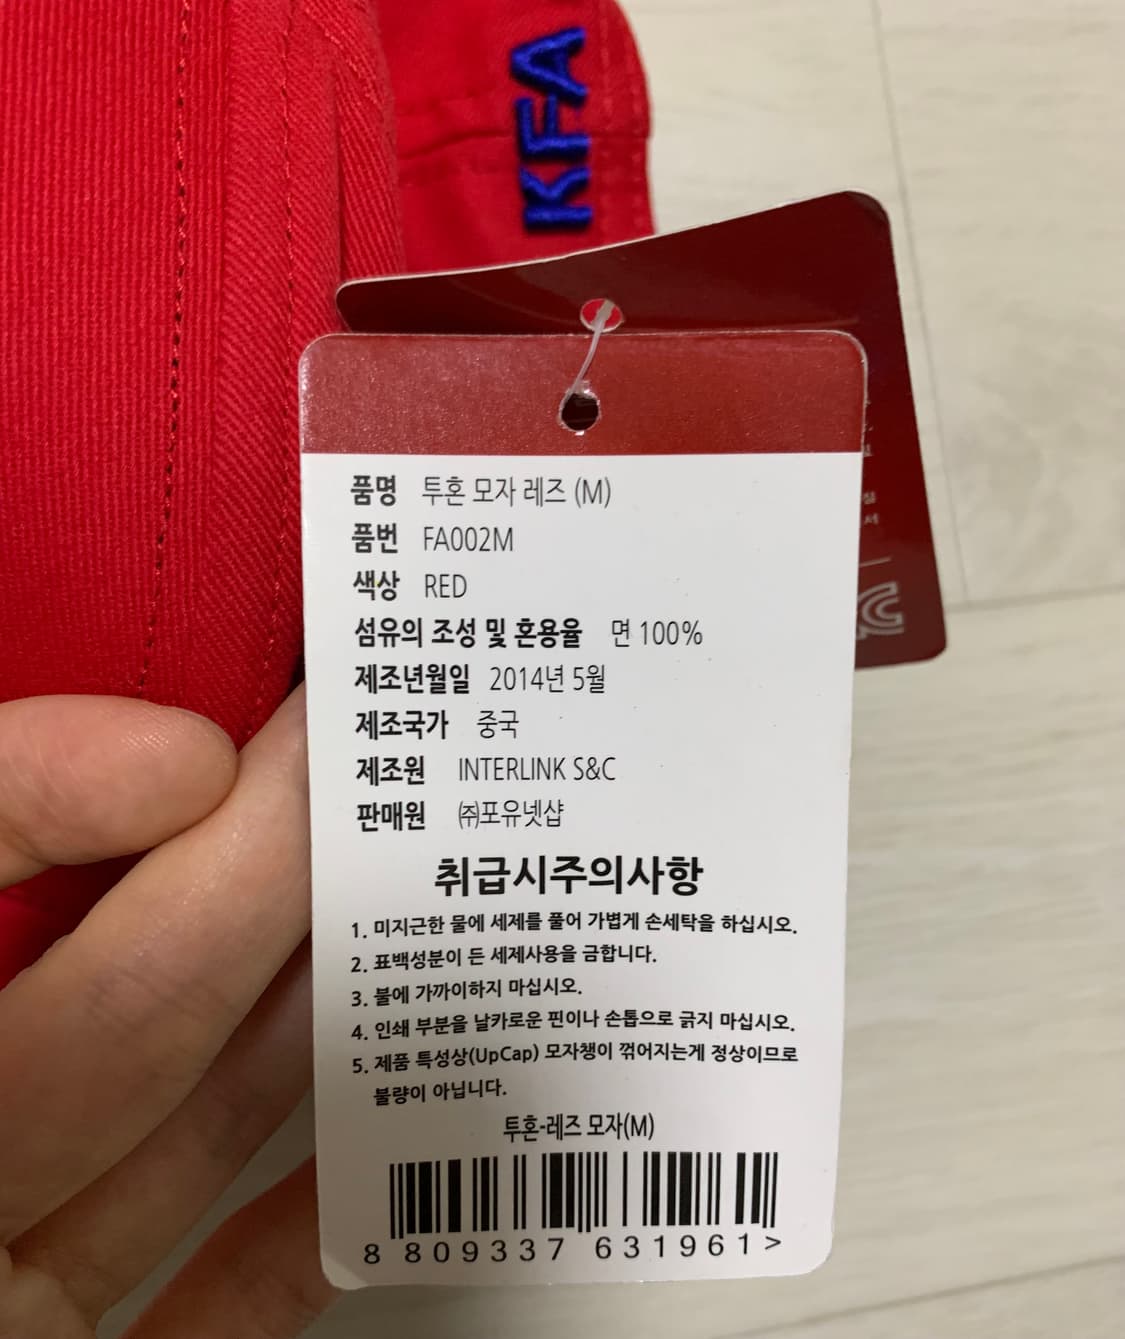 KFA
품명 투혼 모자 레즈 (M)
품번 FA002M
색상 RED
섬유의 조성 및 혼용율 면 100%
제조년월일 2014년 5월
제조국가 중국
제조원 INTERLINK S&C
판매원 ㈜포유넷샵
취급시주의사항
1. 미지근한 물에 세제를 풀어 가볍게 손세탁을 하십시오.
2. 표백성분이 든 세제사용을 금합니다.
3. 불에 가까이하지 마십시오.
4. 인쇄 부분을 날카로운 핀이나 손톱으로 긁지 마십시오.
5. 제품 특성상(UpCap) 모자챙이 꺾어지는게 정상이므로
불량이 아닙니다.
투혼-레즈 모자(M)
8 809337 631961 >